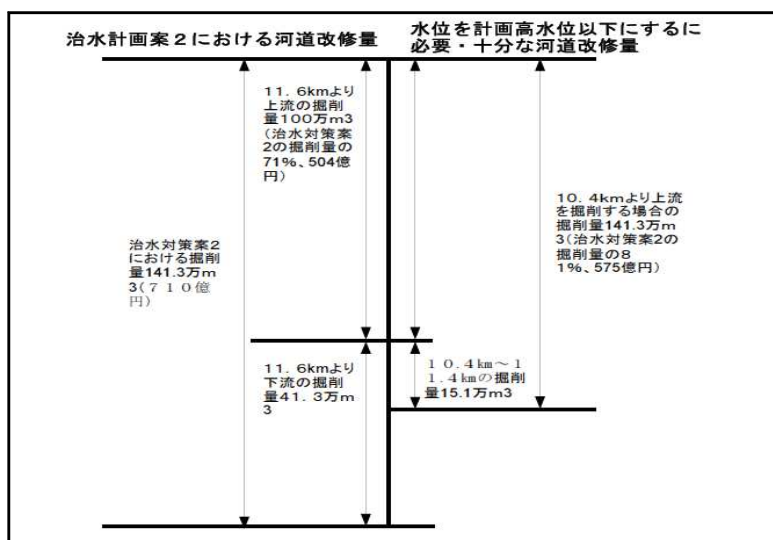 治水計画案２における河道改修量
水位を計画高水位以下にするに
必要・十分な河道改修量
11．6kmより
上流の掘削
量100万m3
(治水対策案
2の掘削量の
71%、504億
円)
10．4kmより上流
を掘削する場合の
掘削量141.3万m
3(治水対策案2の
掘削量の8
1%、575億円)
治水対策案2
における掘削
量141.3万m
3(７１０億
円)
11．6kmより
下流の掘削
量41．3万m
3
１０.４㎞～１
１.４㎞の掘削
量15.1万m3